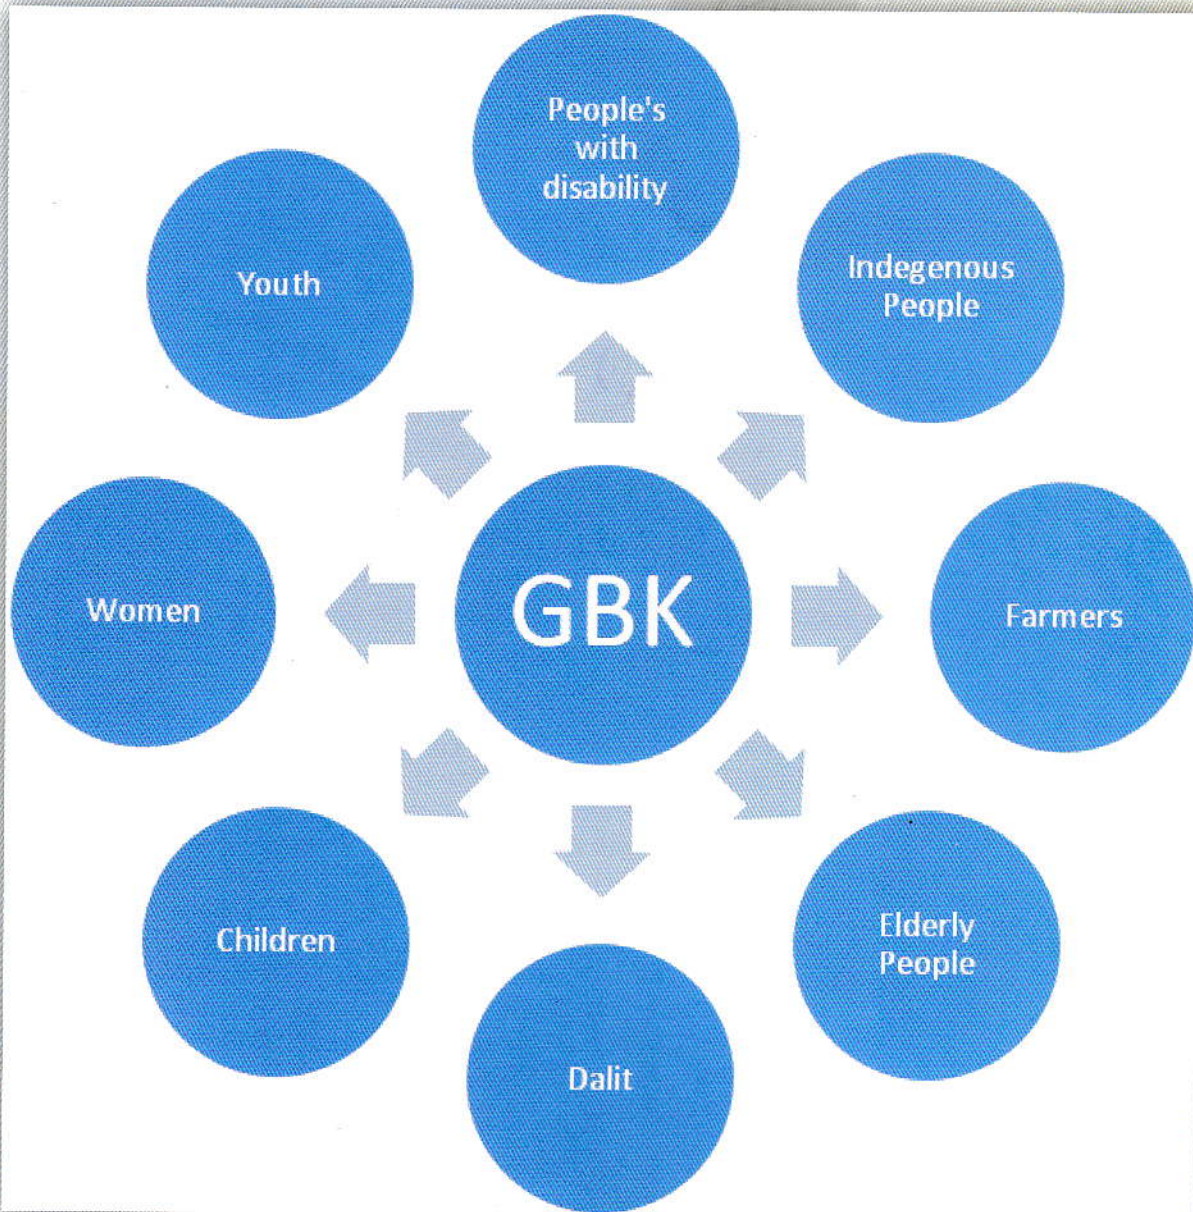 People's
with
disability
Youth
Indegenous
People
Women
GBK
Farmers
Children
Elderly
People
Dalit